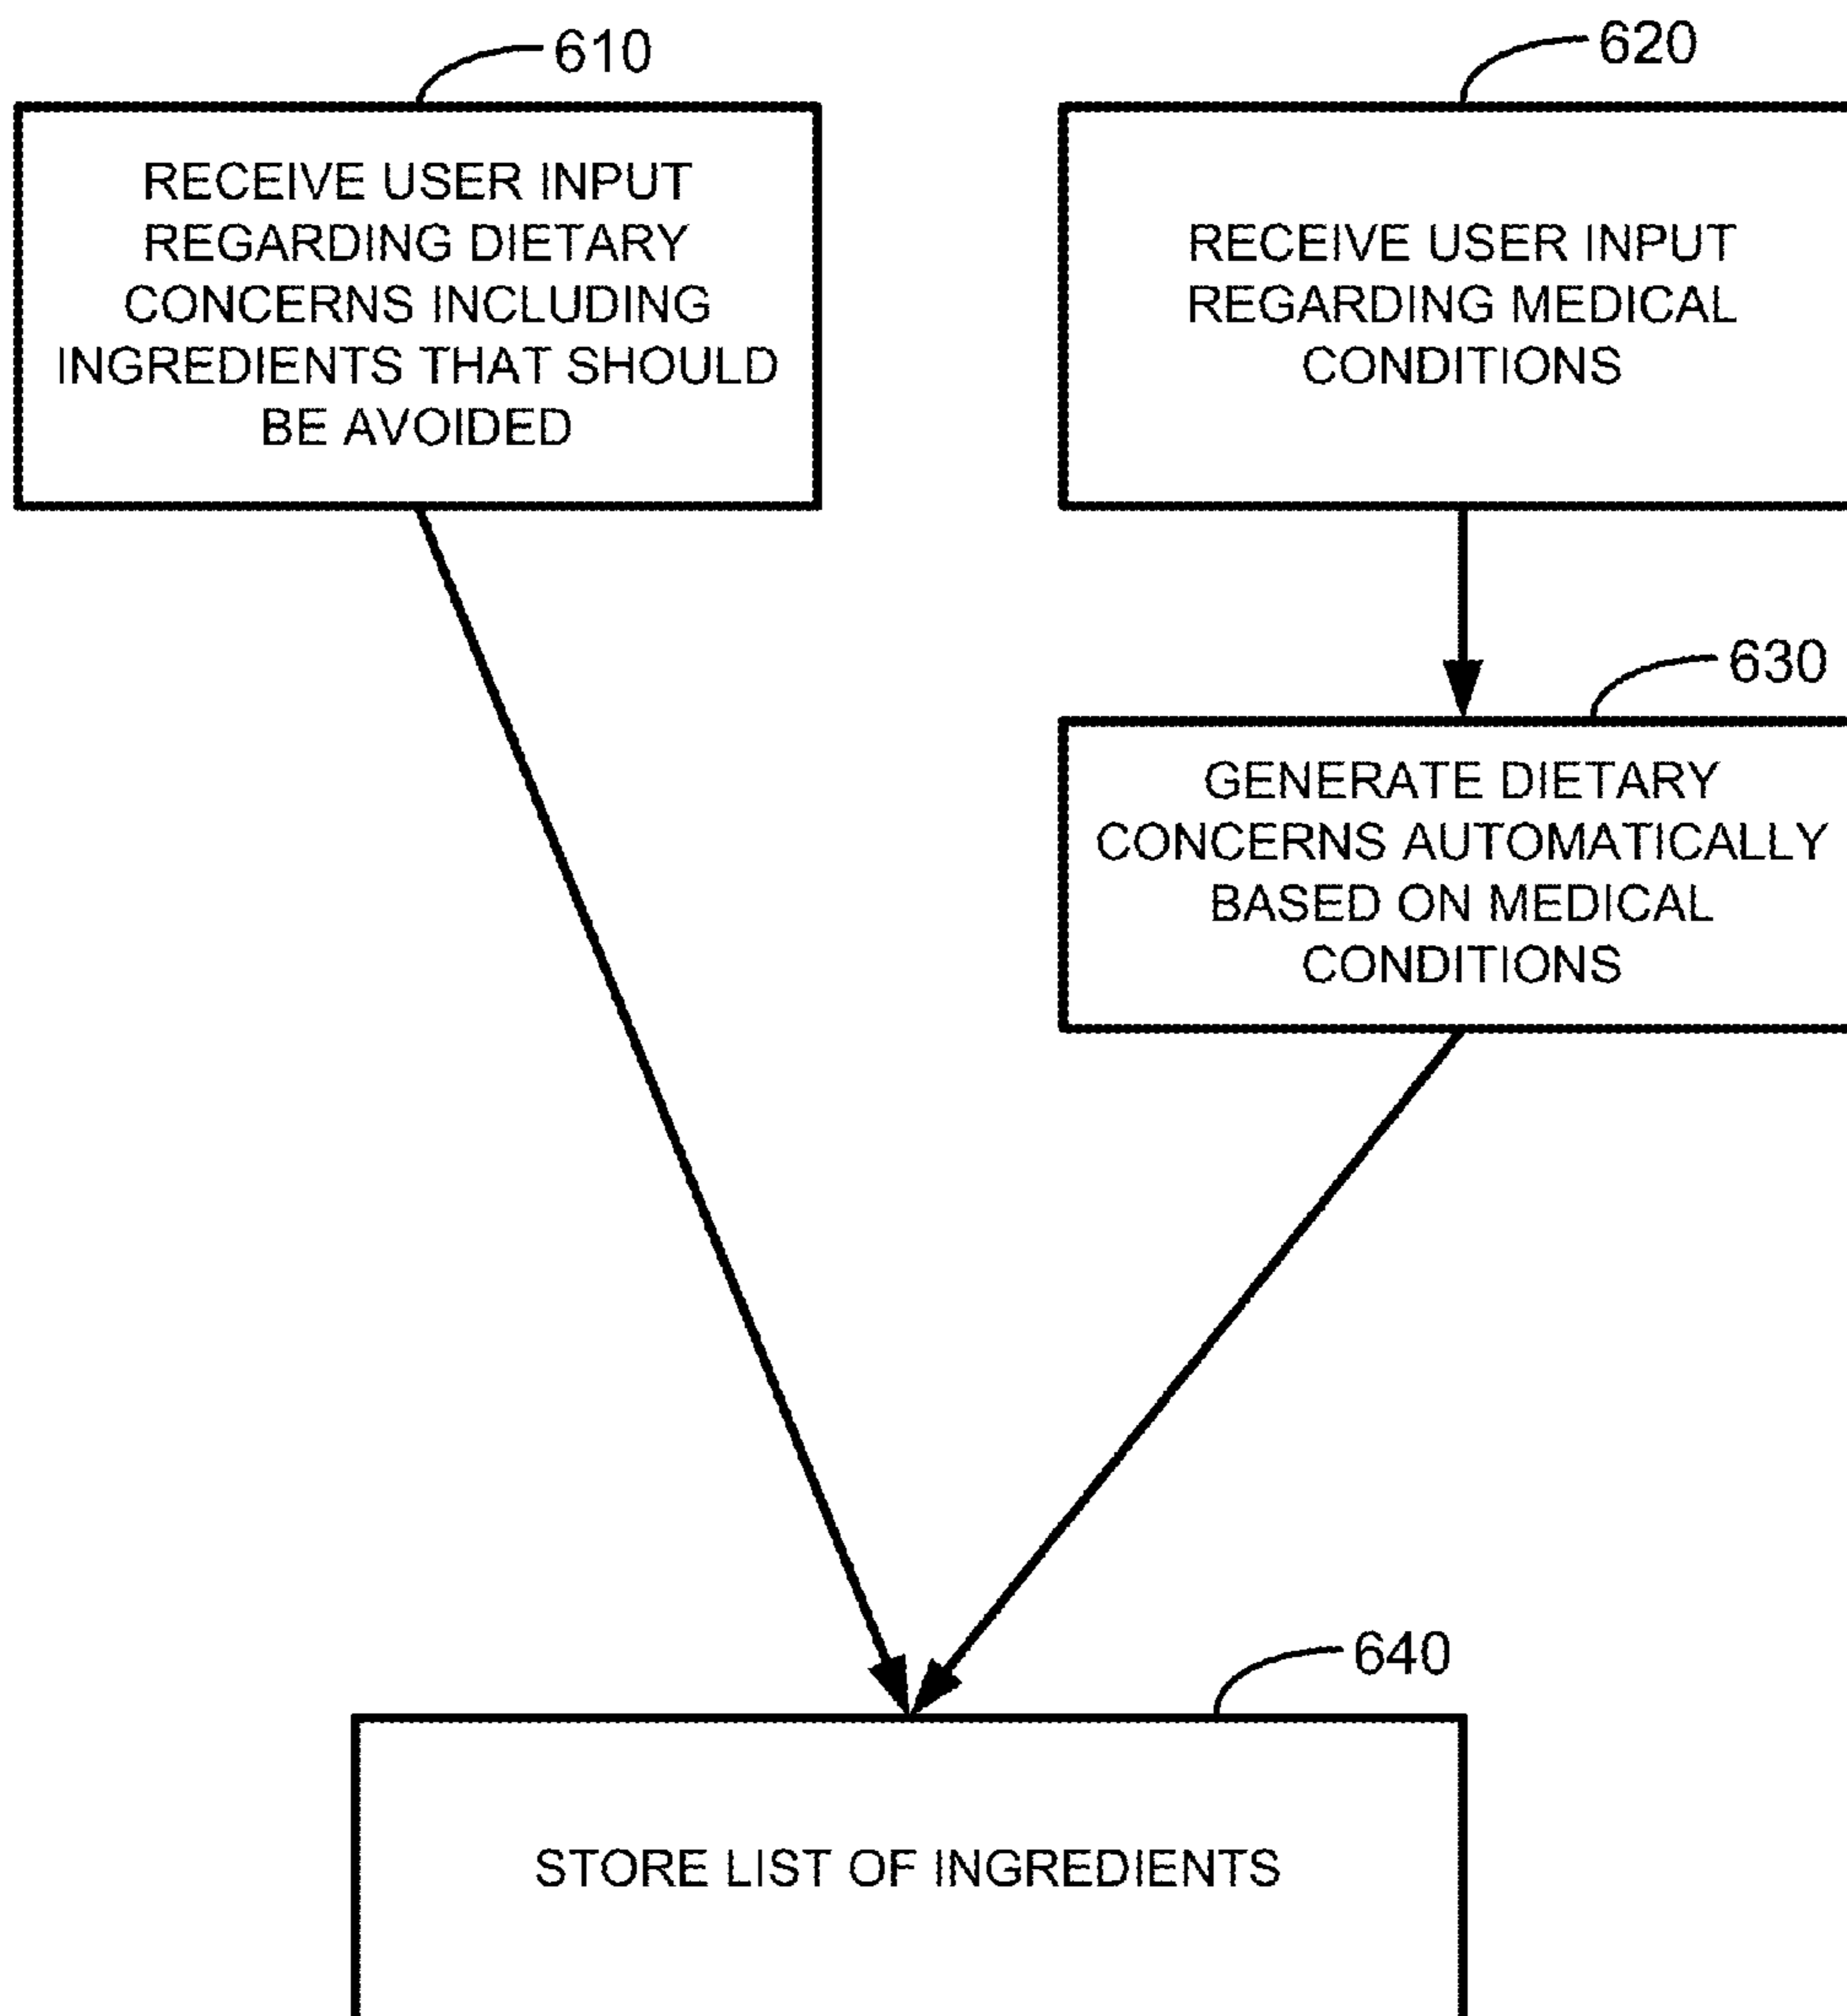 610
RECEIVE USER INPUT
REGARDING DIETARY
CONCERNS INCLUDING
INGREDIENTS THAT SHOULD
BE AVOIDED
620
RECEIVE USER INPUT
REGARDING MEDICAL
CONDITIONS
630
GENERATE DIETARY
CONCERNS AUTOMATICALLY
BASED ON MEDICAL
CONDITIONS
640
STORE LIST OF INGREDIENTS